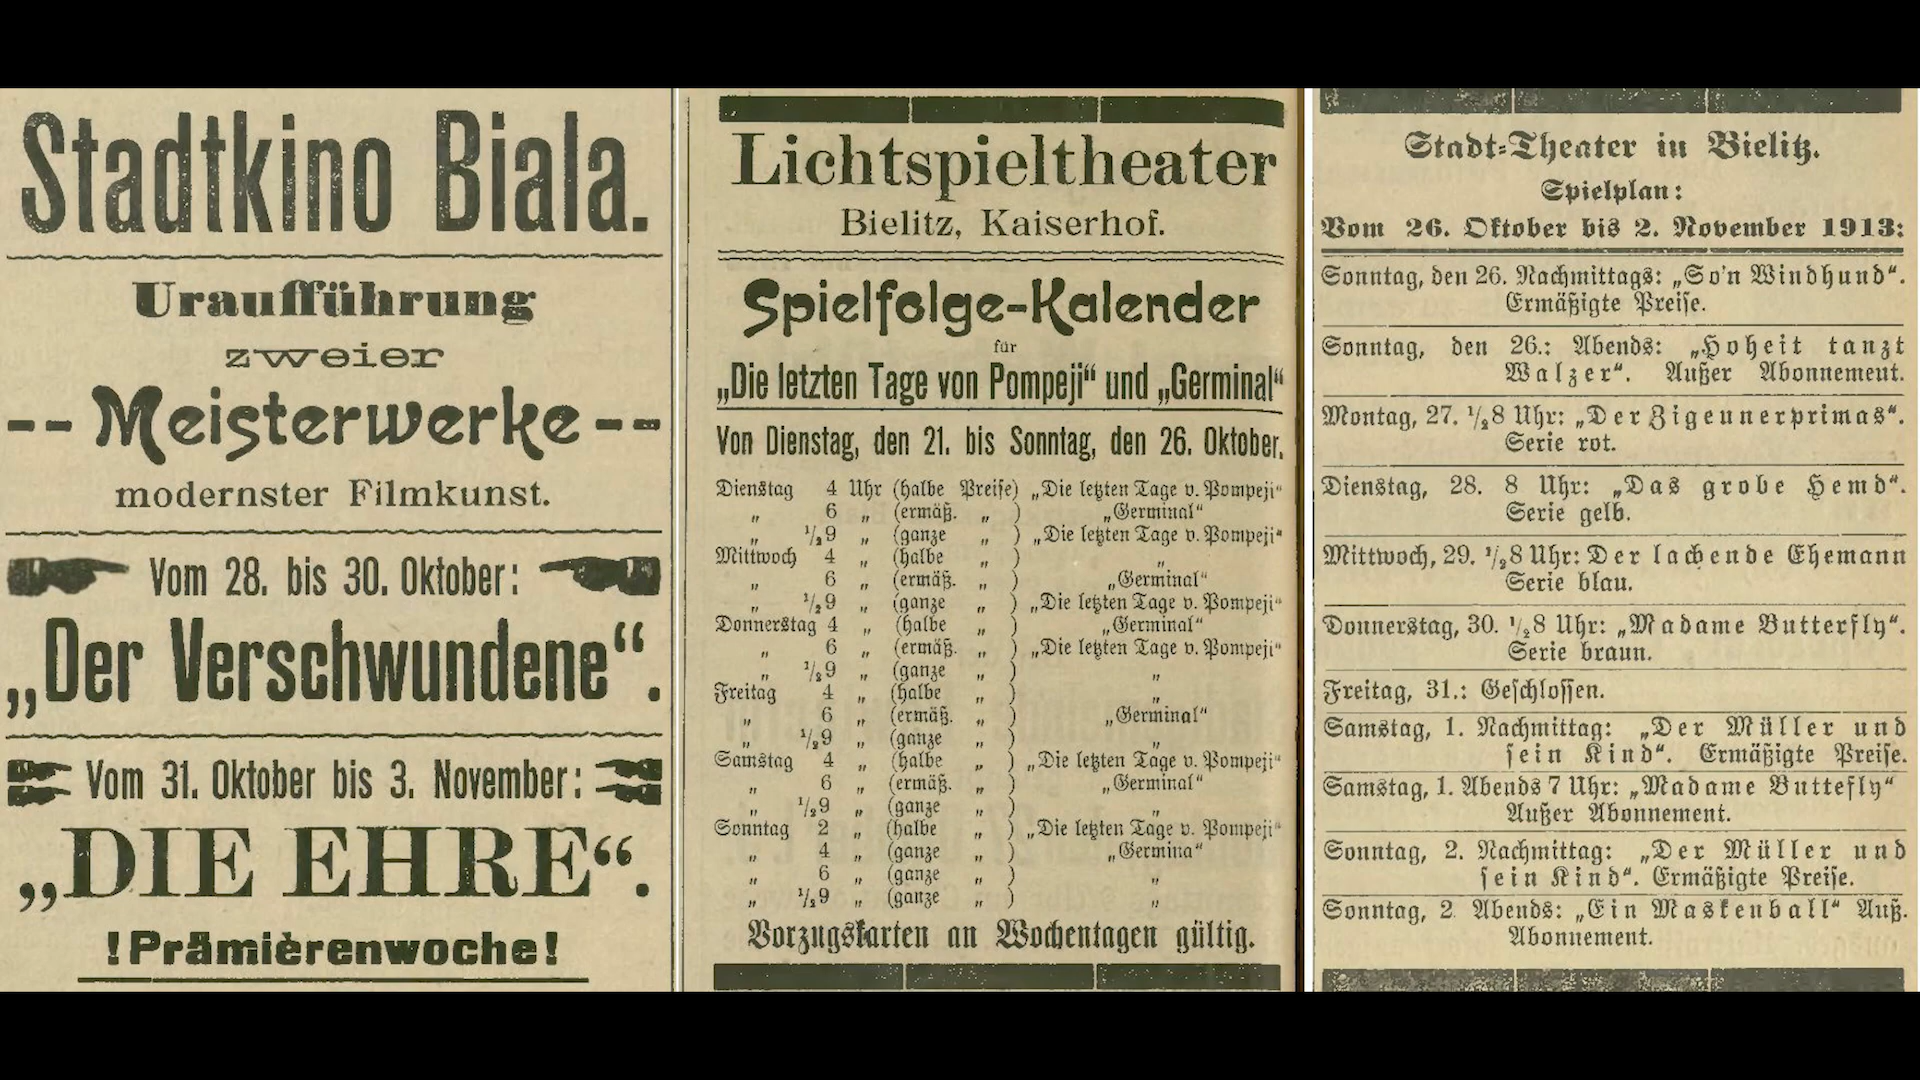 Stadtkino Biala.
Uraufführung
zweier
-- Meisterwerke --
modernster Filmkunst.
Vom 28. bis 30. Oktober:
„Der Verschwundene“.
Vom 31. Oktober bis 3. November:
„DIE EHRE“.
!Prämièrenwoche!
Lichtspieltheater
Bielitz, Kaiserhof.
Spielfolge-Kalender
für
„Die letzten Tage von Pompeji“ und „Germinal“
Von Dienstag, den 21. bis Sonntag, den 26. Oktober.
Dienstag 4 Uhr (halbe Preise) „Die letzten Tage v. Pompeji“
„ 6 „ (ermäß. „ ) „Germinal“
„ 1/29 „ (ganze „ ) „Die letzten Tage v. Pompeji“
Mittwoch 4 „ (halbe „ ) „
„ 6 „ (ermäß. „ ) „Germinal“
„ 1/29 „ (ganze „ ) „Die letzten Tage v. Pompeji“
Donnerstag 4 „ (halbe „ ) „Germinal“
„ 6 „ (ermäß. „ ) „Die letzten Tage v. Pompeji“
„ 1/29 „ (ganze „ ) „
Freitag 4 „ (halbe „ ) „
„ 6 „ (ermäß. „ ) „Germinal“
„ 1/29 „ (ganze „ ) „
Samstag 4 „ (halbe „ ) „Die letzten Tage v. Pompeji“
„ 6 „ (ermäß. „ ) „Germinal“
„ 1/29 „ (ganze „ ) „
Sonntag 2 „ (halbe „ ) „Die letzten Tage v. Pompeji“
„ 4 „ (ganze „ ) „Germina“
„ 6 „ (ganze „ ) „
„ 1/29 „ (ganze „ ) „
Vorzugskarten an Wochentagen gültig.
Stadt-Theater in Bielitz.
Spielplan:
Vom 26. Oktober bis 2. November 1913:
Sonntag, den 26. Nachmittags: „So'n Windhund“.
Ermäßigte Preise.
Sonntag, den 26.: Abends: „Hoheit tanzt
Walzer“. Außer Abonnement.
Montag, 27. 1/28 Uhr: „Der Zigennerprimas“.
Serie rot.
Dienstag, 28. 8 Uhr: „Das grobe Hemd“.
Serie gelb.
Mittwoch, 29. 1/28 Uhr: Der lachende Ehemann
Serie blau.
Donnerstag, 30. 1/28 Uhr: „Madame Butterfly“.
Serie braun.
Freitag, 31.: Geschlossen.
Samstag, 1. Nachmittag: „Der Müller und
sein Kind“. Ermäßigte Preise.
Samstag, 1. Abends 7 Uhr: „Madame Buttefly“
Außer Abonnement.
Sonntag, 2. Nachmittag: „Der Müller und
sein Kind“. Ermäßigte Preise.
Sonntag, 2 Abends: „Ein Maskenball“ Auß.
Abonnement.